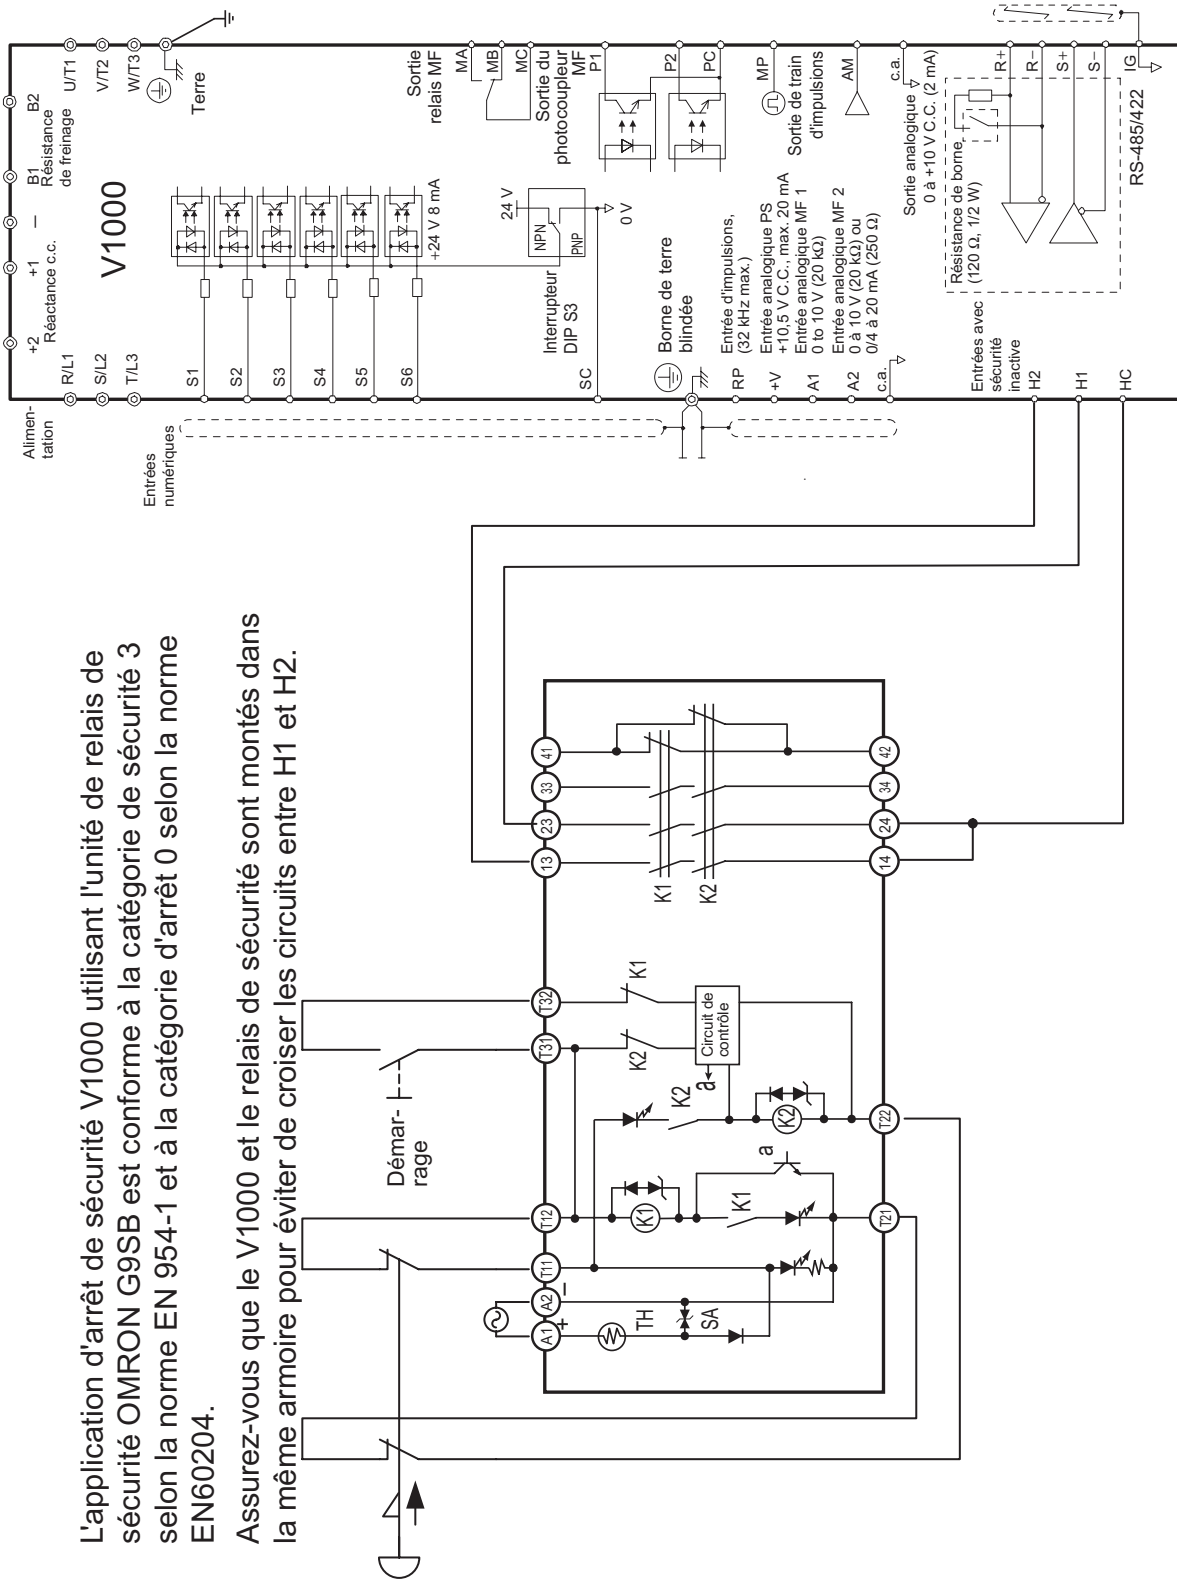 L'application d'arrêt de sécurité V1000 utilisant l'unité de relais de
sécurité OMRON G9SB est conforme à la catégorie de sécurité 3
selon la norme EN 954-1 et à la catégorie d'arrêt 0 selon la norme
EN60204.
Assurez-vous que le V1000 et le relais de sécurité sont montés dans
la même armoire pour éviter de croiser les circuits entre H1 et H2.
Alimen-
tation
R/L1
S/L2
T/L3
+2
+1
−
B1
B2
Réactance c.c.
Résistance
de freinage
U/T1
V/T2
W/T3
Terre
V1000
Entrées
numériques
S1
S2
S3
S4
S5
S6
+24 V 8 mA
24 V
NPN
PNP
0 V
Interrupteur
DIP S3
SC
Borne de terre
blindée
Sortie
relais MF
MA
MB
MC
Sortie du
photocoupleur
MF
P1
P2
PC
MP
Sortie de train
d'impulsions
AM
c.a.
Sortie analogique
0 à +10 V C.C. (2 mA)
RP
Entrée d'impulsions,
(32 kHz max.)
+V
Entrée analogique PS
+10,5 V C.C., max. 20 mA
A1
Entrée analogique MF 1
0 to 10 V (20 kΩ)
A2
Entrée analogique MF 2
0 à 10 V (20 kΩ) ou
0/4 à 20 mA (250 Ω)
c.a.
Résistance de borne
(120 Ω, 1/2 W)
R+
R−
S+
S-
IG
RS-485/422
Entrées avec
sécurité
inactive
H2
H1
HC
Démar-
rage
A1
+
A2
−
T11
T12
T31
T32
13
23
33
41
TH
SA
K1
K1
a
K2
K2
a
Circuit de
contrôle
K2
K1
K1
K2
T21
T22
14
24
34
42